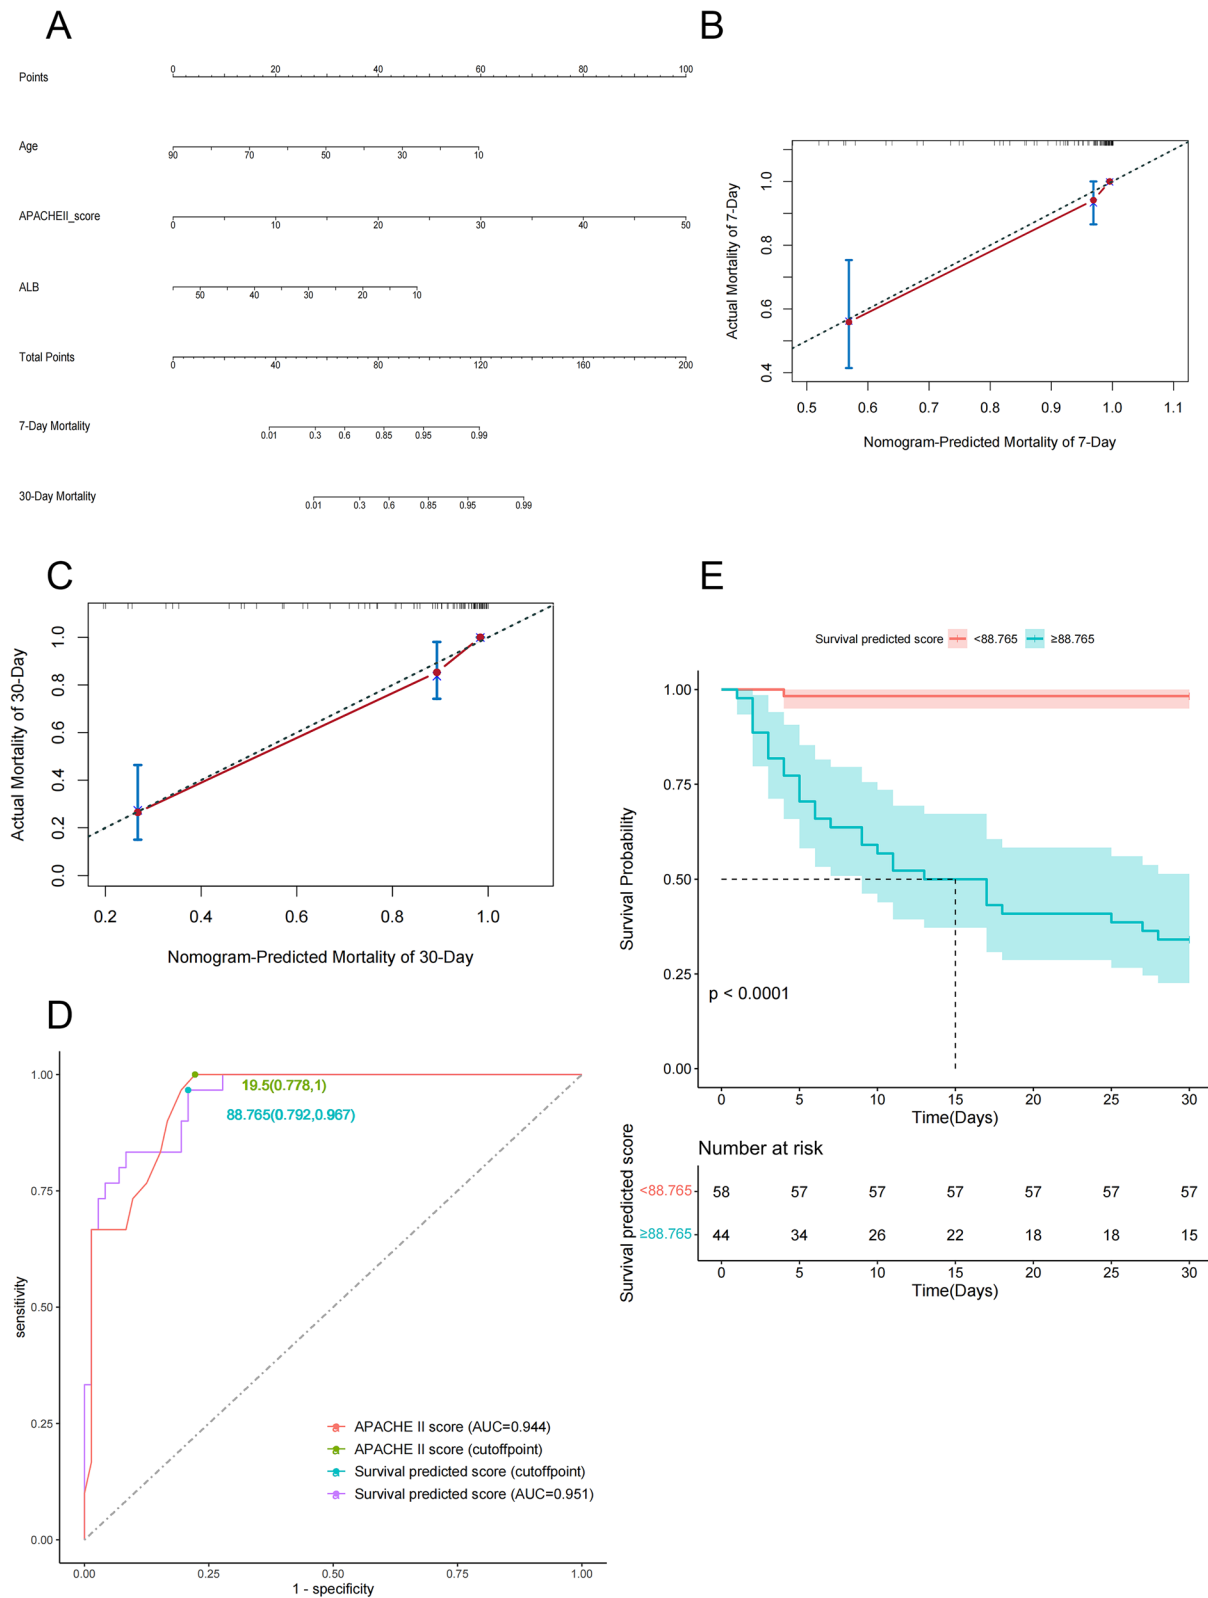 A
Points
0 20 40 60 80 100
Age
90 70 50 30 10
APACHEII_score
0 10 20 30 40 50
ALB
50 40 30 20 10
Total Points
0 40 80 120 160 200
7-Day Mortality
0.01 0.3 0.6 0.85 0.95 0.99
30-Day Mortality
0.01 0.3 0.6 0.85 0.95 0.99
B
Actual Mortality of 7-Day
1.0
0.8
0.6
0.4
0.5 0.6 0.7 0.8 0.9 1.0 1.1
Nomogram-Predicted Mortality of 7-Day
C
Actual Mortality of 30-Day
1.0
0.8
0.6
0.4
0.2
0.0
0.2 0.4 0.6 0.8 1.0
Nomogram-Predicted Mortality of 30-Day
D
sensitivity
1.00
0.75
0.50
0.25
0.00
19.5(0.778,1)
88.765(0.792,0.967)
APACHE II score (AUC=0.944)
APACHE II score (cutoffpoint)
Survival predicted score (cutoffpoint)
Survival predicted score (AUC=0.951)
0.00 0.25 0.50 0.75 1.00
1 - specificity
E
Survival predicted score <88.765 ≥88.765
Survival Probability
1.00
0.75
0.50
0.25
0.00
p < 0.0001
0 5 10 15 20 25 30
Time(Days)
Number at risk
Survival predicted score
<88.765 58 57 57 57 57 57 57
≥88.765 44 34 26 22 18 18 15
0 5 10 15 20 25 30
Time(Days)